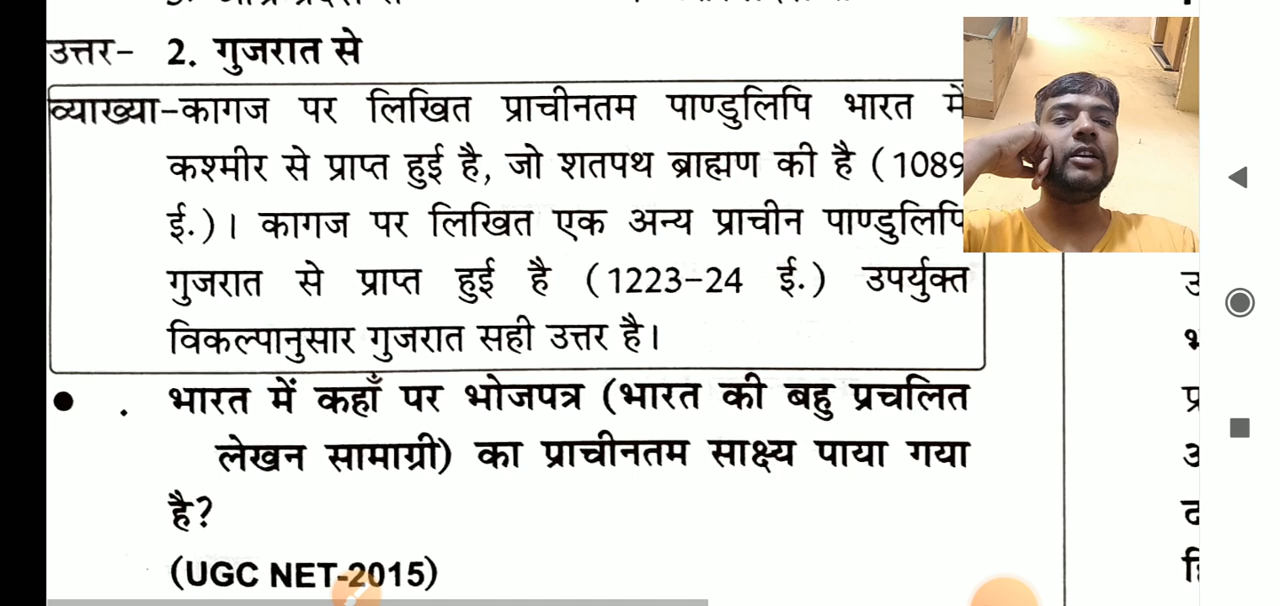 उत्तर- 2. गुजरात से
व्याख्या-कागज पर लिखित प्राचीनतम पाण्डुलिपि भारत में
कश्मीर से प्राप्त हुई है, जो शतपथ ब्राह्मण की है (1089
ई.)। कागज पर लिखित एक अन्य प्राचीन पाण्डुलिपि
गुजरात से प्राप्त हुई है (1223-24 ई.) उपर्युक्त
विकल्पानुसार गुजरात सही उत्तर है।
● . भारत में कहाँ पर भोजपत्र (भारत की बहु प्रचलित
लेखन सामाग्री) का प्राचीनतम साक्ष्य पाया गया
है?
(UGC NET-2015)